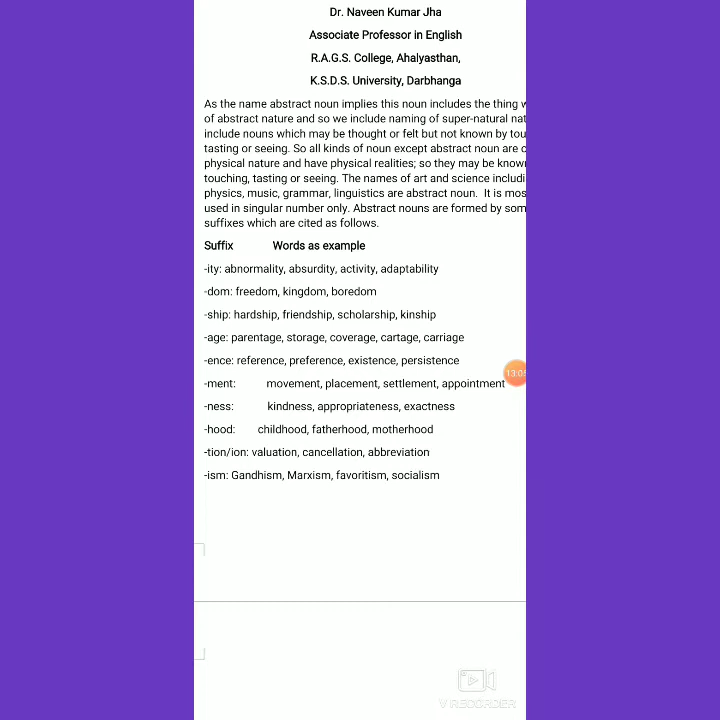 Dr. Naveen Kumar Jha
Associate Professor in English
R.A.G.S. College, Ahalyasthan,
K.S.D.S. University, Darbhanga
As the name abstract noun implies this noun includes the thing
of abstract nature and so we include naming of super-natural
include nouns which may be thought or felt but not known by
tasting or seeing. So all kinds of noun except abstract noun are
physical nature and have physical realities; so they may be
touching, tasting or seeing. The names of art and science
physics, music, grammar, linguistics are abstract noun. It is
used in singular number only. Abstract nouns are formed by
suffixes which are cited as follows.
Suffix Words as example
-ity: abnormality, absurdity, activity, adaptability
-dom: freedom, kingdom, boredom
-ship: hardship, friendship, scholarship, kinship
-age: parentage, storage, coverage, cartage, carriage
-ence: reference, preference, existence, persistence
13:05
-ment: movement, placement, settlement, appointment
-ness: kindness, appropriateness, exactness
-hood: childhood, fatherhood, motherhood
-tion/ion: valuation, cancellation, abbreviation
-ism: Gandhism, Marxism, favoritism, socialism
V RECORDER